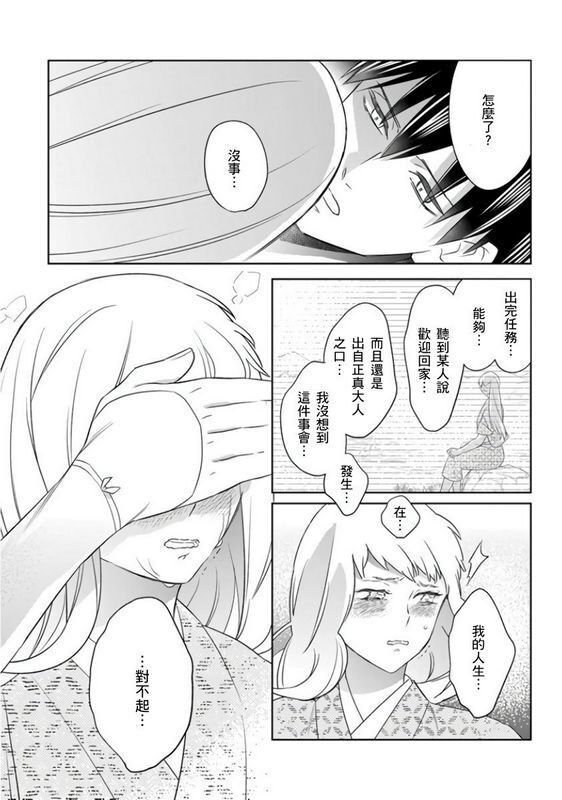 怎麼了？
沒事…
出完任務…
能夠…
聽到某人說
歡迎回家…
而且還是
出自正真大人
之口…
我沒想到
這件事會…
發生…
在…
我的人生…
…對不起…